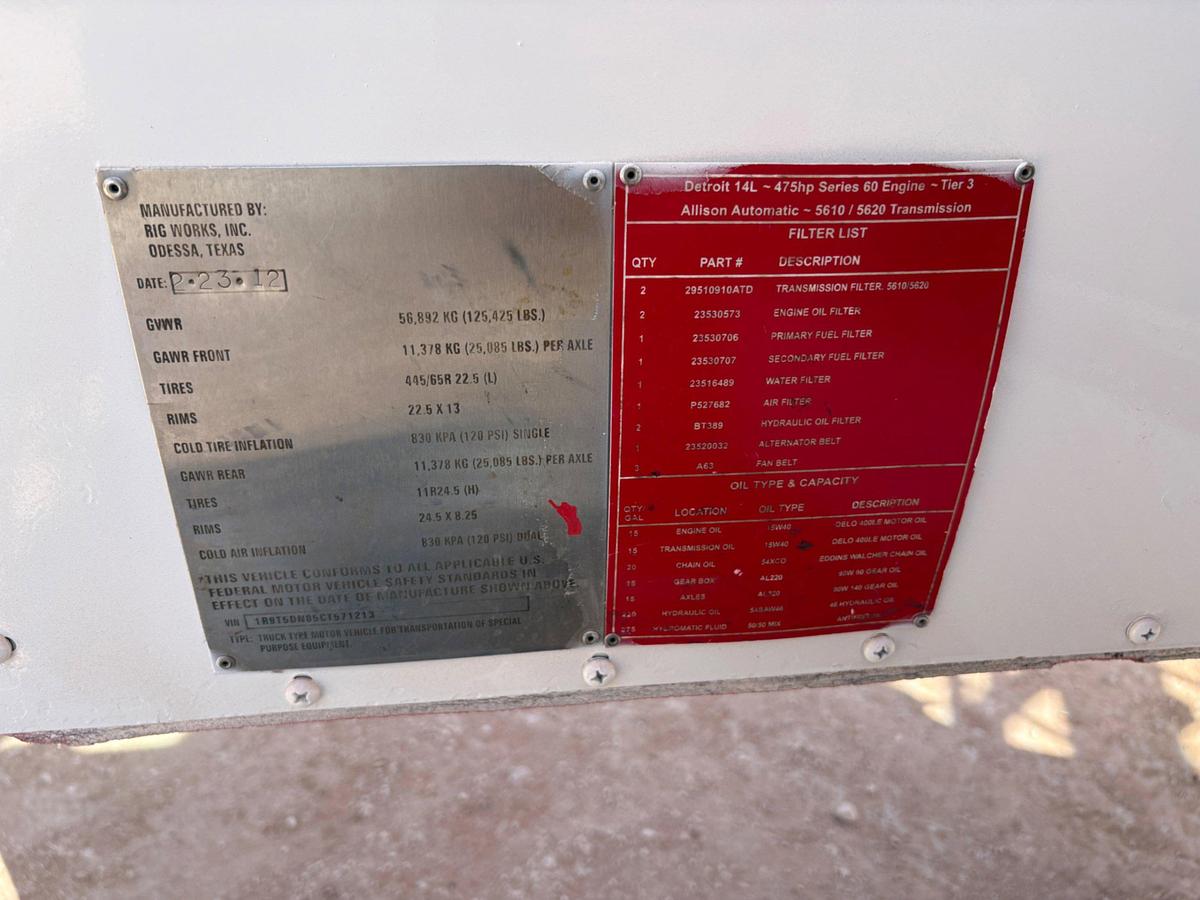 MANUFACTURED BY:
RIG WORKS, INC.
ODESSA, TEXAS
DATE: 2·23·12
GVWR 56,892 KG (125,425 LBS.)
GAWR FRONT 11,378 KG (25,085 LBS.) PER AXLE
TIRES 445/65R 22.5 (L)
RIMS 22.5 X 13
COLD TIRE INFLATION 830 KPA (120 PSI) SINGLE
GAWR REAR 11,378 KG (25,085 LBS.) PER AXLE
TIRES 11R24.5 (H)
RIMS 24.5 X 8.25
COLD AIR INFLATION 830 KPA (120 PSI) DUAL
*THIS VEHICLE CONFORMS TO ALL APPLICABLE U.S.
FEDERAL MOTOR VEHICLE SAFETY STANDARDS IN
EFFECT ON THE DATE OF MANUFACTURE SHOWN ABOVE.
VIN 1R9T5DN85CT571213
TYPE: TRUCK TYRE MOTOR VEHICLE FOR TRANSPORTATION OF SPECIAL
PURPOSE EQUIPMENT.
Detroit 14L ~ 475hp Series 60 Engine ~ Tier 3
Allison Automatic ~ 5610 / 5620 Transmission
FILTER LIST
QTY PART # DESCRIPTION
2 29510910ATD TRANSMISSION FILTER. 5610/5620
2 23530573 ENGINE OIL FILTER
1 23530706 PRIMARY FUEL FILTER
1 23530707 SECONDARY FUEL FILTER
1 23516489 WATER FILTER
1 P527682 AIR FILTER
2 BT389 HYDRAULIC OIL FILTER
1 23520032 ALTERNATOR BELT
3 A63 FAN BELT
OIL TYPE & CAPACITY
QTY/GAL LOCATION OIL TYPE DESCRIPTION
15 ENGINE OIL 15W40 DELO 400LE MOTOR OIL
15 TRANSMISSION OIL 15W40 DELO 400LE MOTOR OIL
20 CHAIN OIL 54XCO EDDINS WALCHER CHAIN OIL
15 GEAR BOX AL220 90W 90 GEAR OIL
15 AXLES 90W 140 GEAR OIL
220 HYDRAULIC OIL 54BAW46 46 HYDRAULIC OIL
275 HYDROMATIC FLUID 50/50 MIX